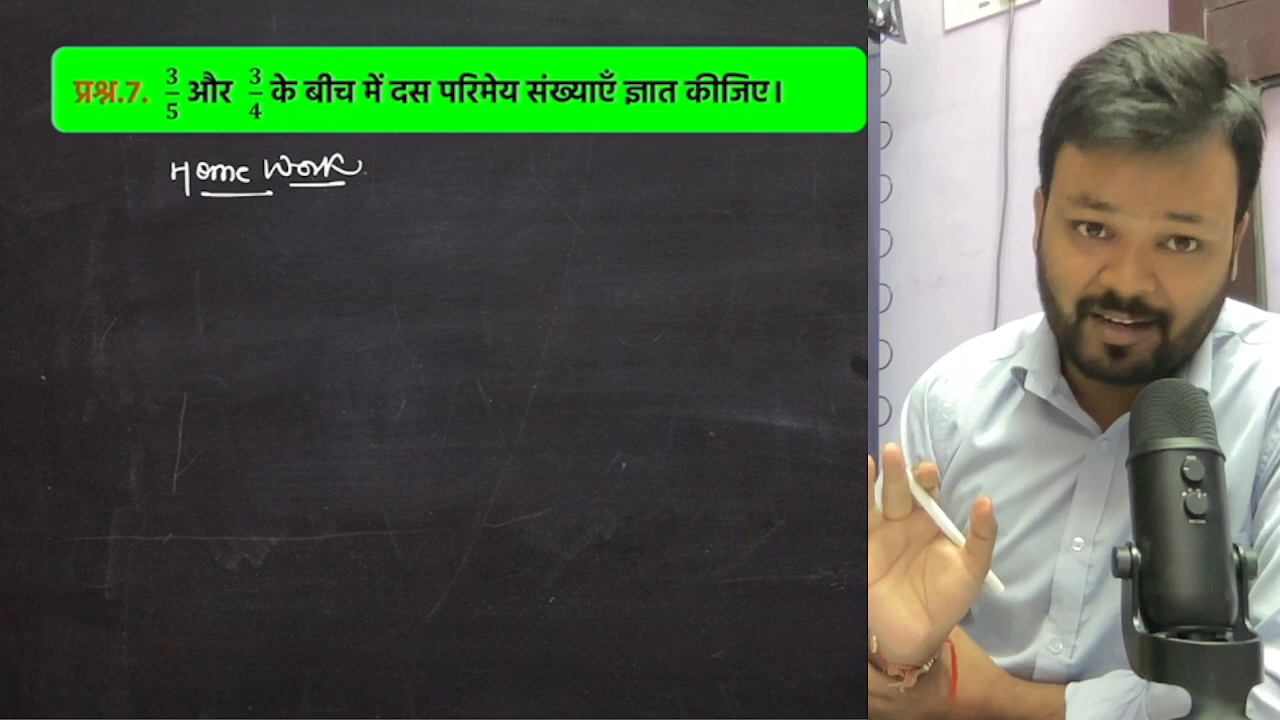 प्रश्न.7. 3/5 और 3/4 के बीच में दस परिमेय संख्याएँ ज्ञात कीजिए।
Home Work